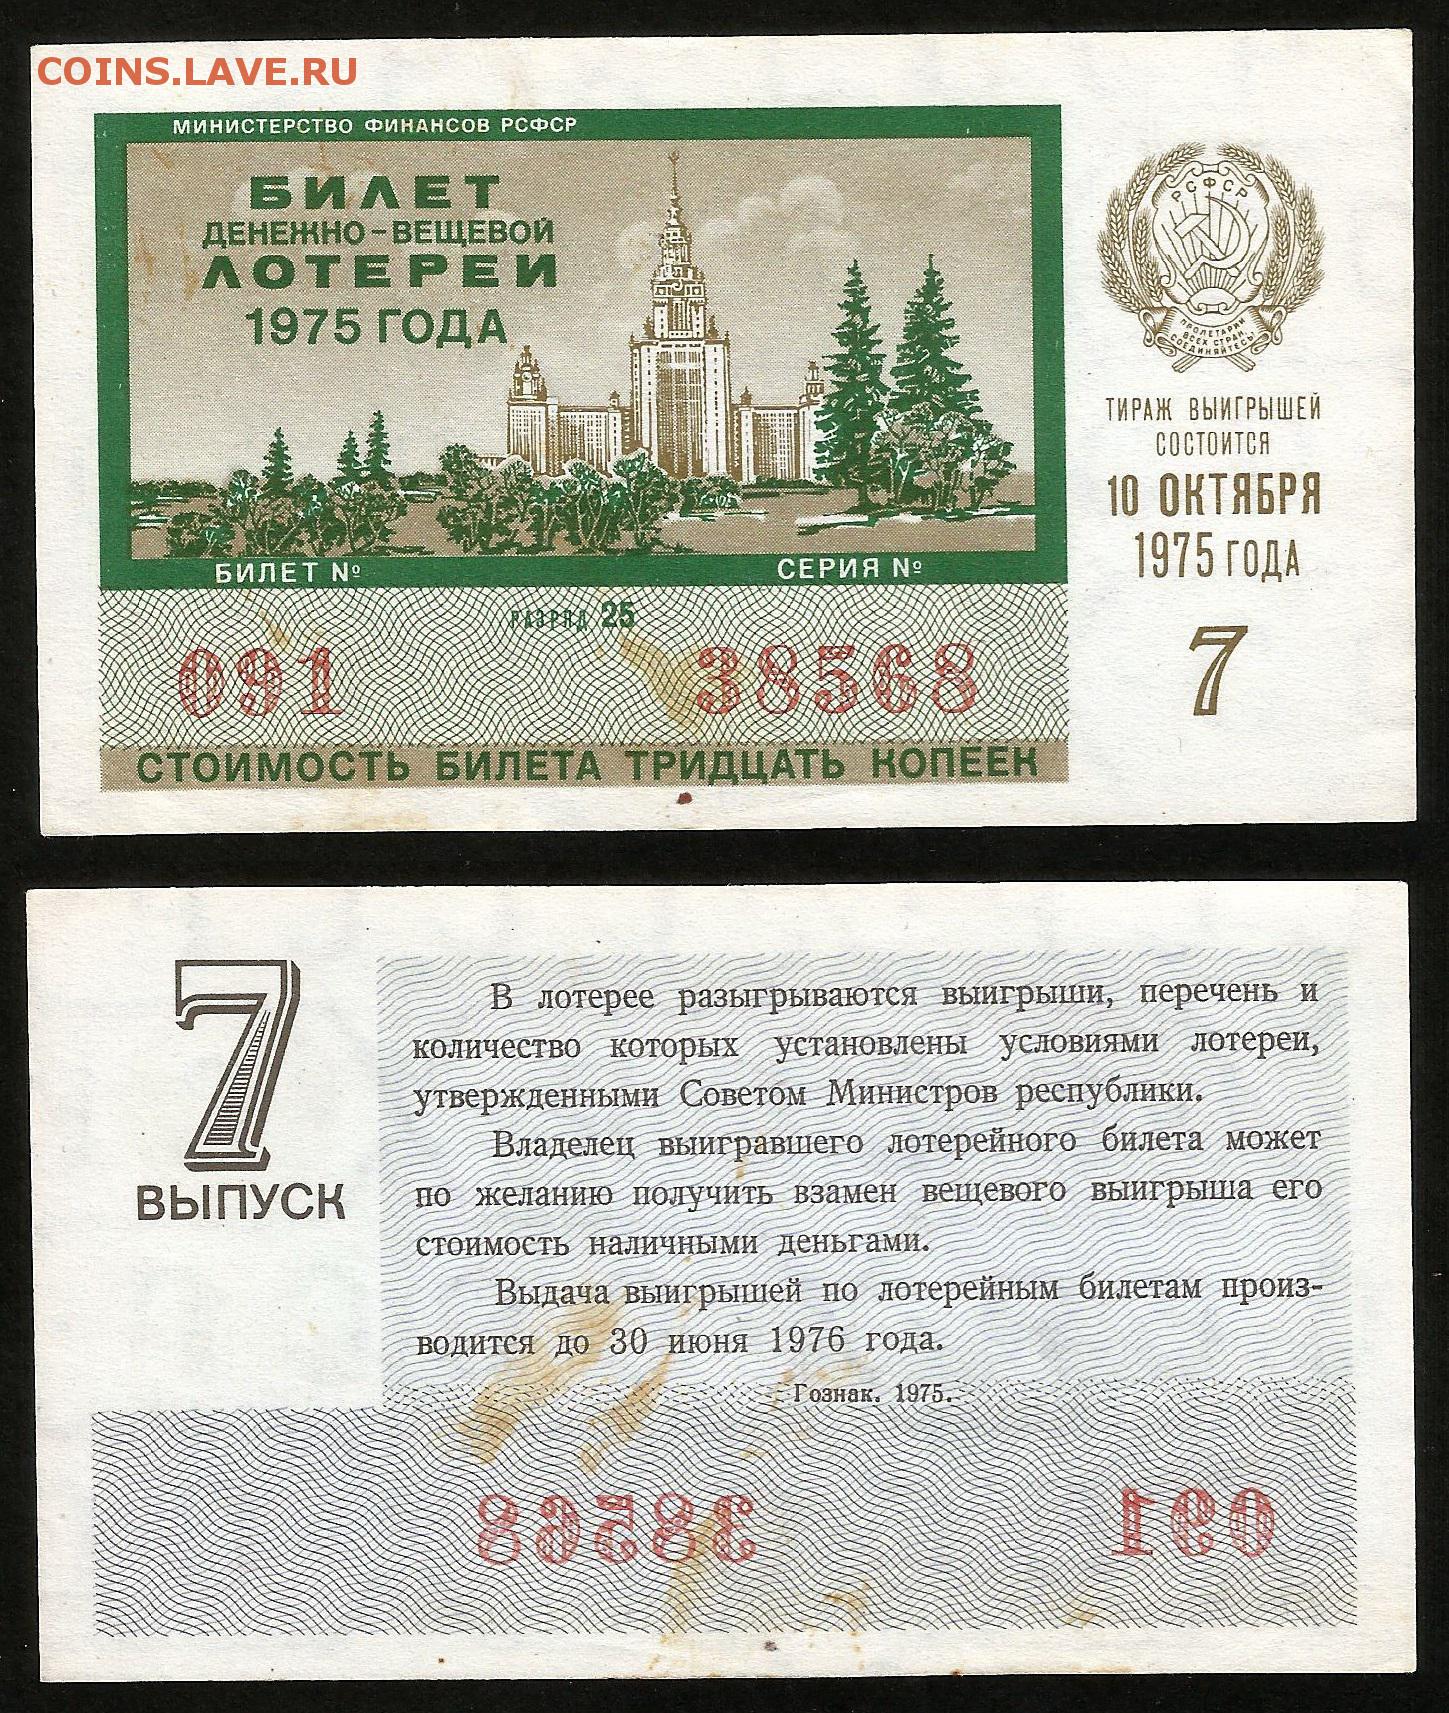 COINS.LAVE.RU
МИНИСТЕРСТВО ФИНАНСОВ РСФСР
БИЛЕТ
ДЕНЕЖНО-ВЕЩЕВОЙ
ЛОТЕРЕИ
1975 ГОДА
БИЛЕТ №
СЕРИЯ №
РАЗРЯД 25
091
38568
СТОИМОСТЬ БИЛЕТА ТРИДЦАТЬ КОПЕЕК
РСФСР
ПРОЛЕТАРИИ
ВСЕХ СТРАН,
СОЕДИНЯЙТЕСЬ!
ТИРАЖ ВЫИГРЫШЕЙ
СОСТОИТСЯ
10 ОКТЯБРЯ
1975 ГОДА
7
7
ВЫПУСК
В лотерее разыгрываются выигрыши, перечень и
количество которых установлены условиями лотереи,
утвержденными Советом Министров республики.
Владелец выигравшего лотерейного билета может
по желанию получить взамен вещевого выигрыша его
стоимость наличными деньгами.
Выдача выигрышей по лотерейным билетам произ-
водится до 30 июня 1976 года.
Гознак. 1975.
38568
091